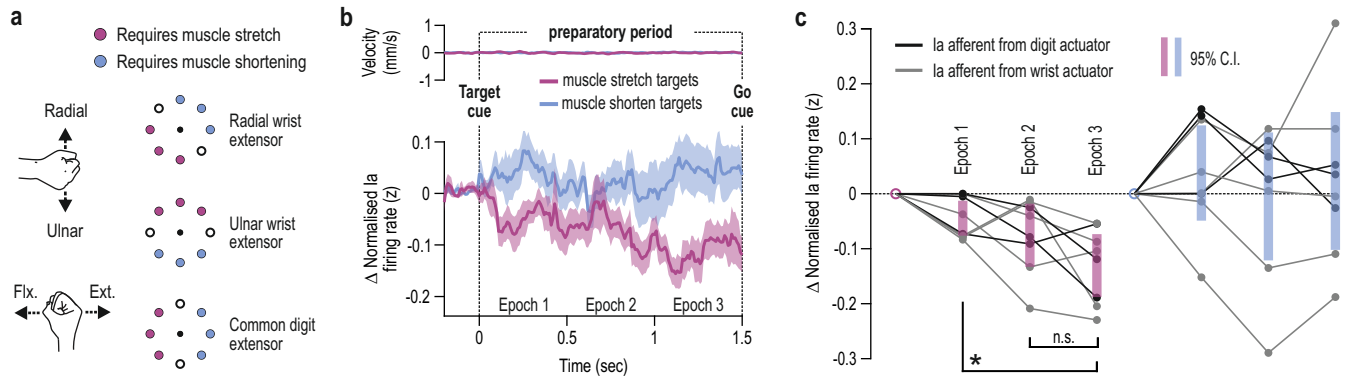 a
Requires muscle stretch
Requires muscle shortening
Radial
Ulnar
Flx.
Ext.
Radial wrist
extensor
Ulnar wrist
extensor
Common digit
extensor
b
Velocity
(mm/s)
1
0
-1
preparatory period
muscle stretch targets
muscle shorten targets
Target
cue
Go
cue
Δ Normalised Ia
firing rate (z)
0.1
0
-0.1
-0.2
Epoch 1
Epoch 2
Epoch 3
0
0.5
1
1.5
Time (sec)
c
Δ Normalised Ia firing rate (z)
0.3
0.2
0.1
0
-0.1
-0.2
-0.3
Ia afferent from digit actuator
Ia afferent from wrist actuator
95% C.I.
Epoch 1
Epoch 2
Epoch 3
n.s.
*